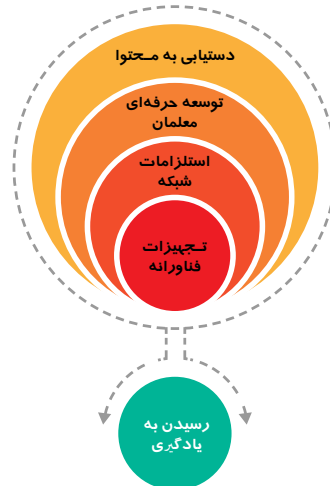 دستیابی به محتوا
توسعه حرفه‌ای
معلمان
استلزامات
شبکه
تجهیزات
فناورانه
رسیدن به
یادگیری